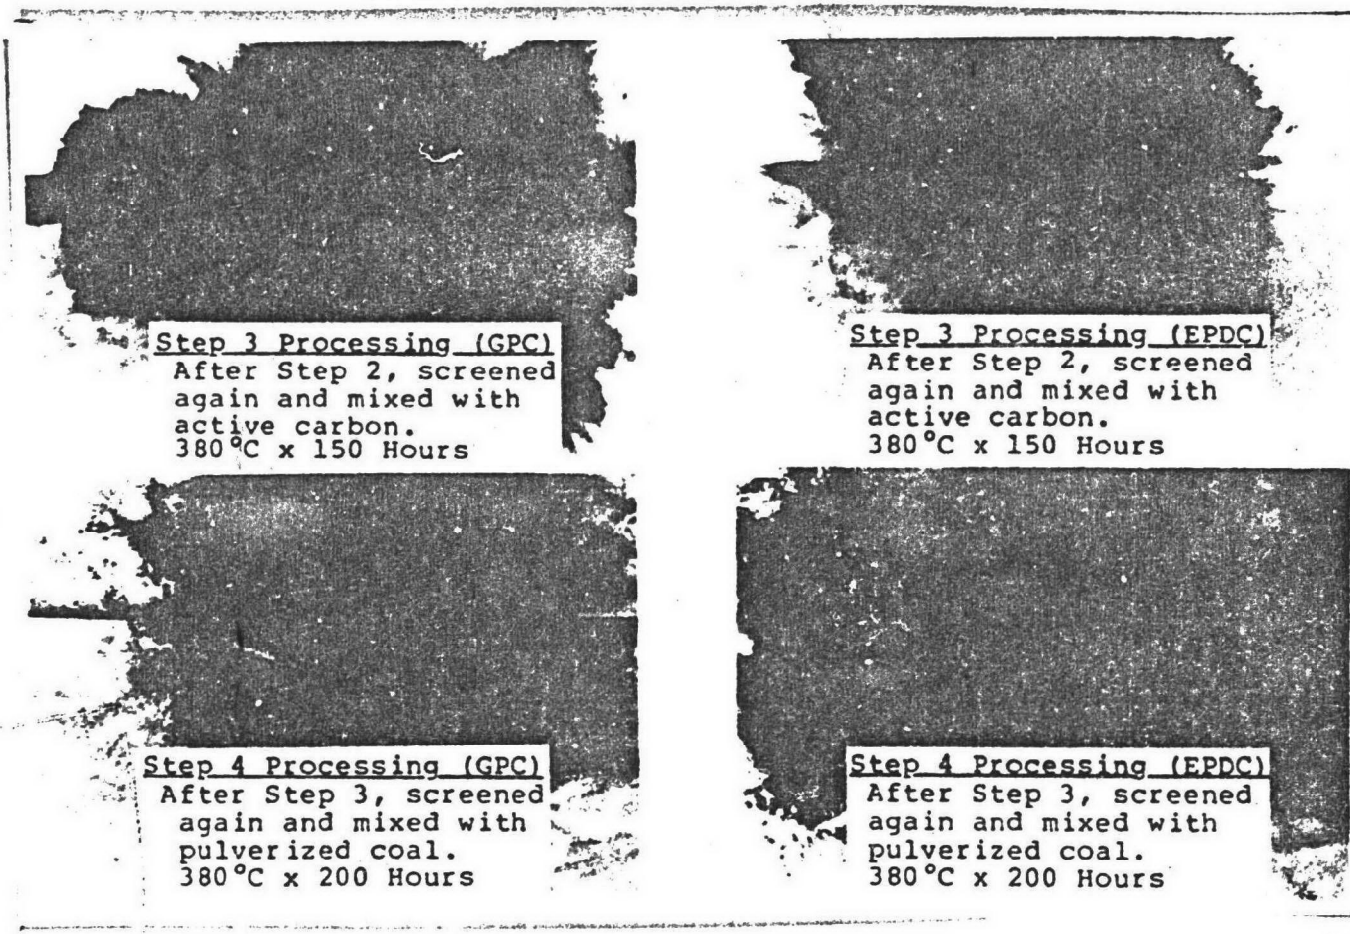 Step 3 Processing (GPC)
After Step 2, screened
again and mixed with
active carbon.
380°C x 150 Hours
Step 3 Processing (EPDC)
After Step 2, screened
again and mixed with
active carbon.
380°C x 150 Hours
Step 4 Processing (GPC)
After Step 3, screened
again and mixed with
pulverized coal.
380°C x 200 Hours
Step 4 Processing (EPDC)
After Step 3, screened
again and mixed with
pulverized coal.
380°C x 200 Hours